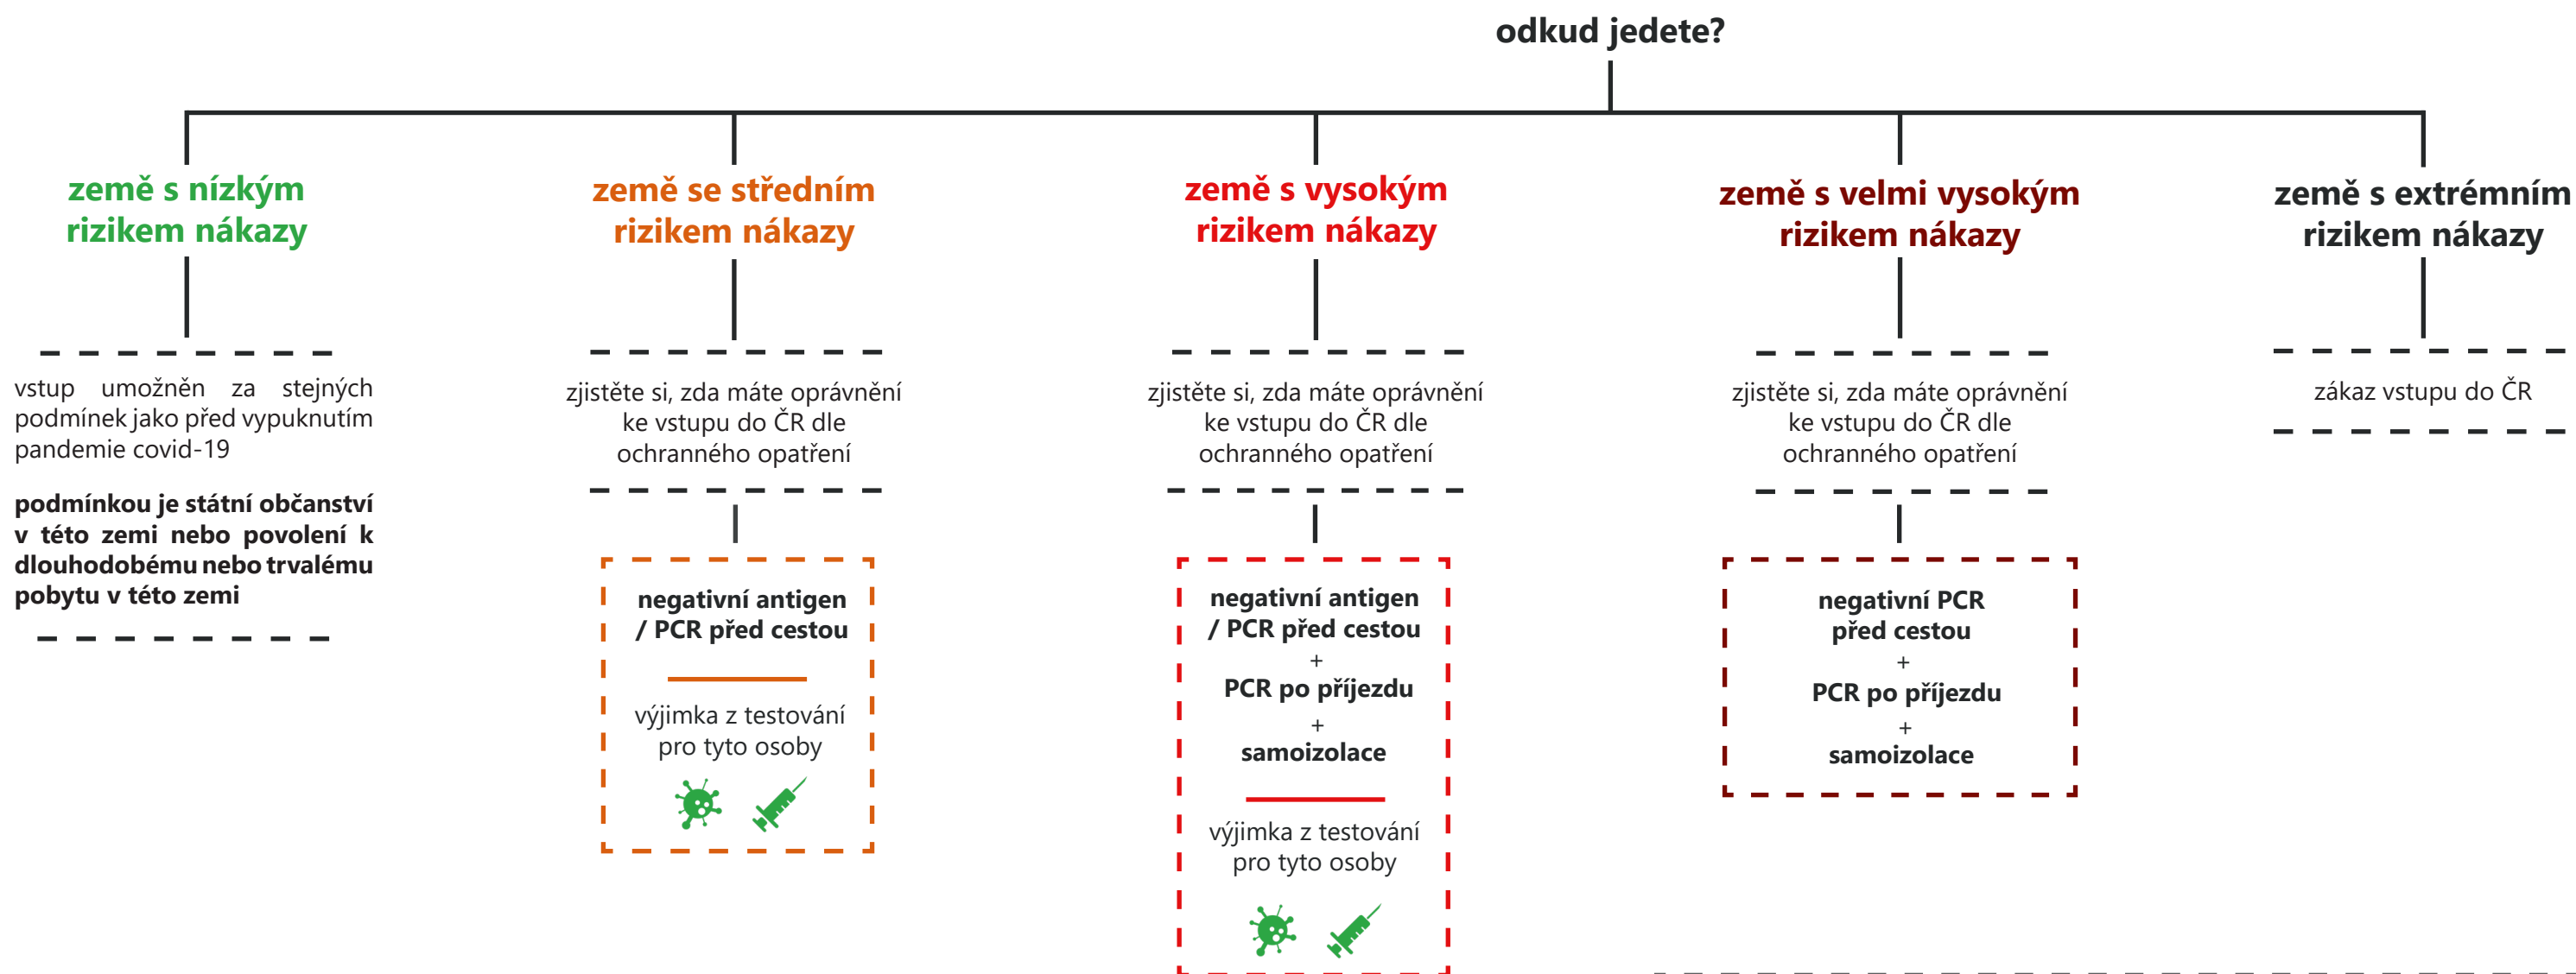 odkud jedete?
země s nízkým
rizikem nákazy
vstup umožněn za stejných
podmínek jako před vypuknutím
pandemie covid-19
podmínkou je státní občanství
v této zemi nebo povolení k
dlouhodobému nebo trvalému
pobytu v této zemi
země se středním
rizikem nákazy
zjistěte si, zda máte oprávnění
ke vstupu do ČR dle
ochranného opatření
negativní antigen
/ PCR před cestou
výjimka z testování
pro tyto osoby
země s vysokým
rizikem nákazy
zjistěte si, zda máte oprávnění
ke vstupu do ČR dle
ochranného opatření
negativní antigen
/ PCR před cestou
+
PCR po příjezdu
+
samoizolace
výjimka z testování
pro tyto osoby
země s velmi vysokým
rizikem nákazy
zjistěte si, zda máte oprávnění
ke vstupu do ČR dle
ochranného opatření
negativní PCR
před cestou
+
PCR po příjezdu
+
samoizolace
země s extrémním
rizikem nákazy
zákaz vstupu do ČR